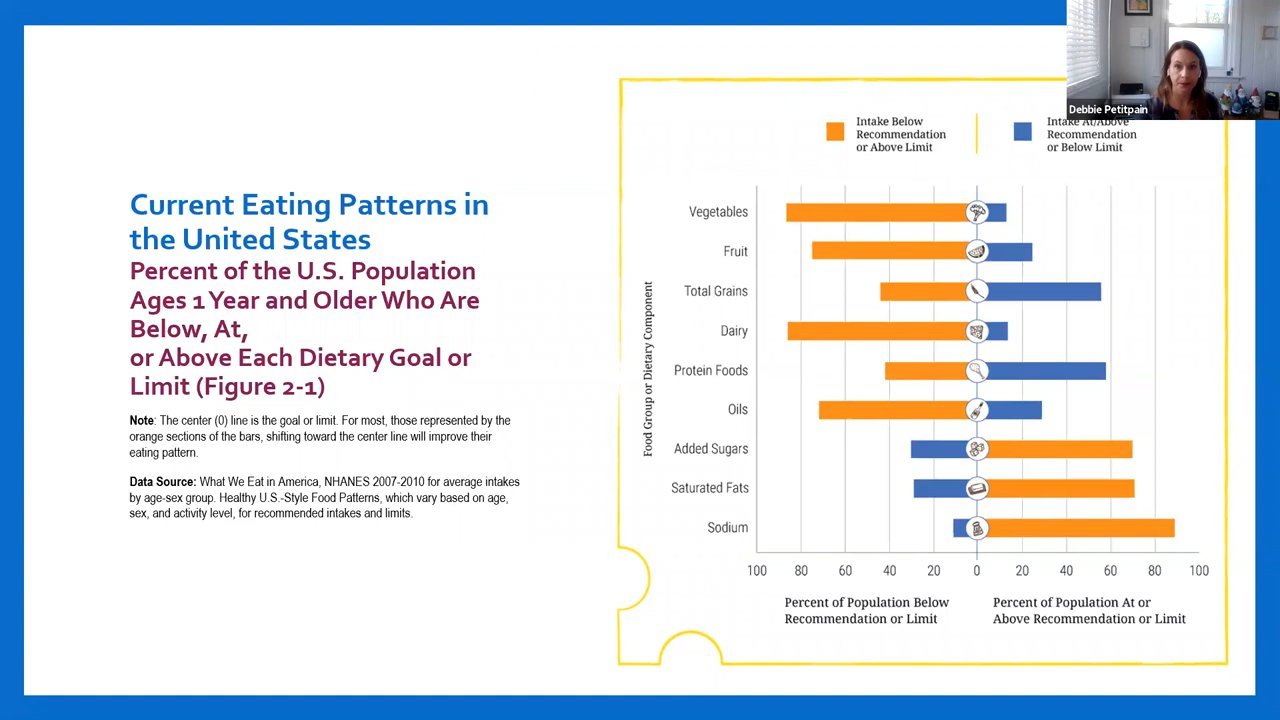 Debbie Petitpain
Current Eating Patterns in
the United States
Percent of the U.S. Population
Ages 1 Year and Older Who Are
Below, At,
or Above Each Dietary Goal or
Limit (Figure 2-1)
Note: The center (0) line is the goal or limit. For most, those represented by the
orange sections of the bars, shifting toward the center line will improve their
eating pattern.
Data Source: What We Eat in America, NHANES 2007-2010 for average intakes
by age-sex group. Healthy U.S.-Style Food Patterns, which vary based on age,
sex, and activity level, for recommended intakes and limits.
Intake Below
Recommendation
or Above Limit
Intake At/Above
Recommendation
or Below Limit
Food Group or Dietary Component
Vegetables
Fruit
Total Grains
Dairy
Protein Foods
Oils
Added Sugars
Saturated Fats
Sodium
100 80 60 40 20 0 20 40 60 80 100
Percent of Population Below
Recommendation or Limit
Percent of Population At or
Above Recommendation or Limit